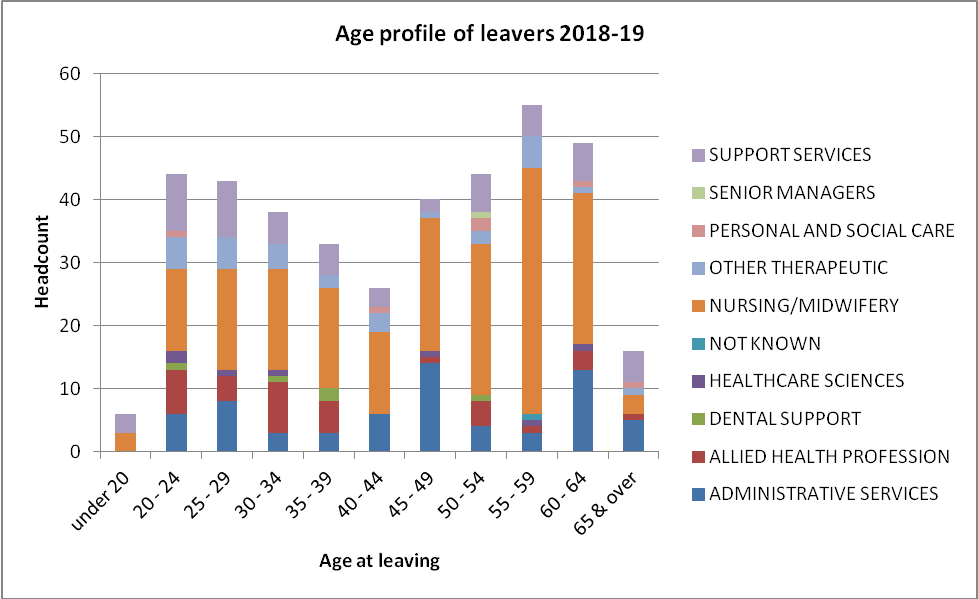 Age profile of leavers 2018-19
60
50
40
30
20
10
0
Headcount
under 20
20 - 24
25 - 29
30 - 34
35 - 39
40 - 44
45 - 49
50 - 54
55 - 59
60 - 64
65 & over
Age at leaving
SUPPORT SERVICES
SENIOR MANAGERS
PERSONAL AND SOCIAL CARE
OTHER THERAPEUTIC
NURSING/MIDWIFERY
NOT KNOWN
HEALTHCARE SCIENCES
DENTAL SUPPORT
ALLIED HEALTH PROFESSION
ADMINISTRATIVE SERVICES